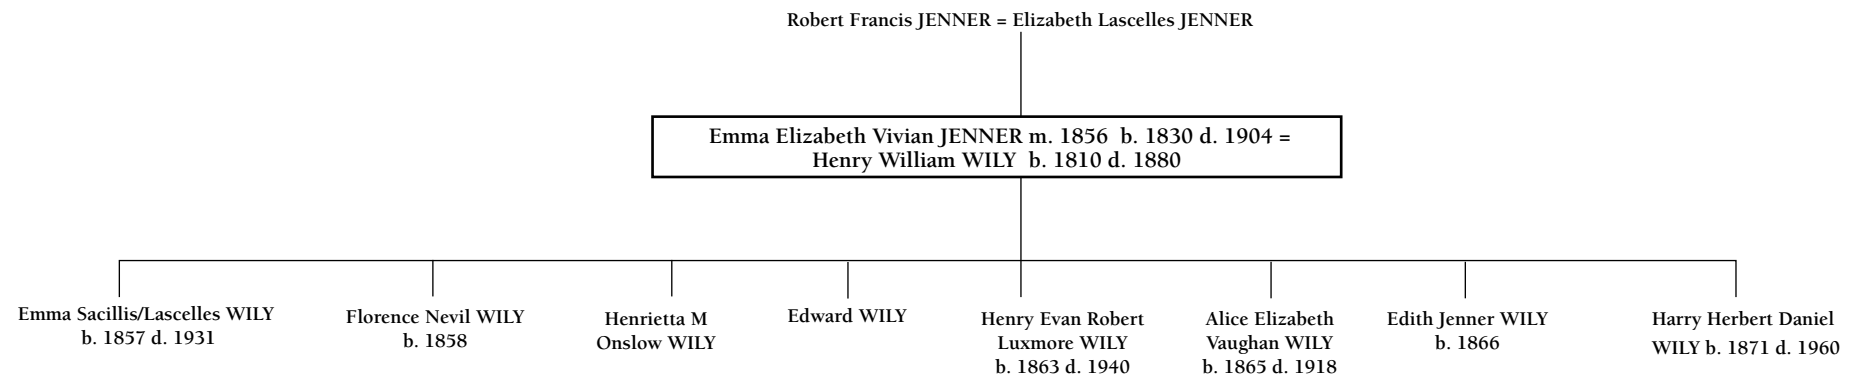 Robert Francis JENNER = Elizabeth Lascelles JENNER
Emma Elizabeth Vivian JENNER m. 1856 b. 1830 d. 1904 =
Henry William WILY b. 1810 d. 1880
Emma Sacillis/Lascelles WILY
b. 1857 d. 1931
Florence Nevil WILY
b. 1858
Henrietta M
Onslow WILY
Edward WILY
Henry Evan Robert
Luxmore WILY
b. 1863 d. 1940
Alice Elizabeth
Vaughan WILY
b. 1865 d. 1918
Edith Jenner WILY
b. 1866
Harry Herbert Daniel
WILY b. 1871 d. 1960